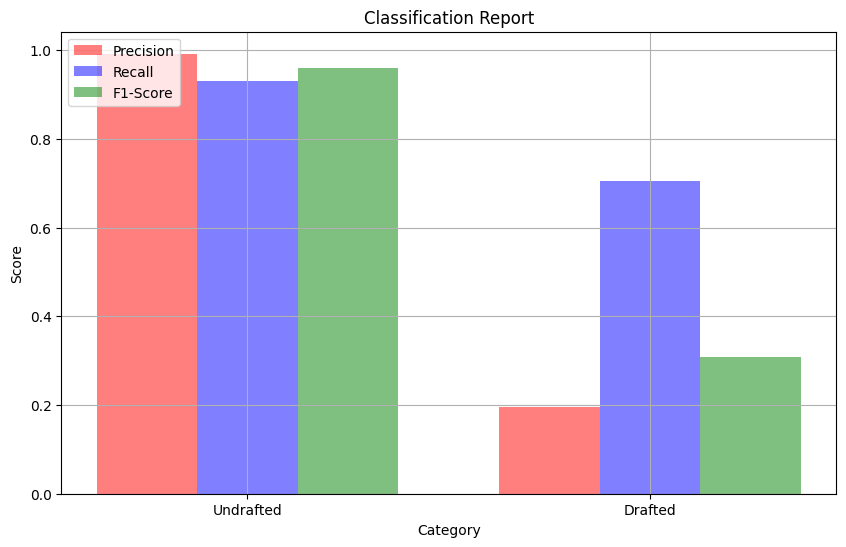 Classification Report
Precision
Recall
F1-Score
1.0
0.8
0.6
0.4
0.2
0.0
Score
Undrafted
Drafted
Category